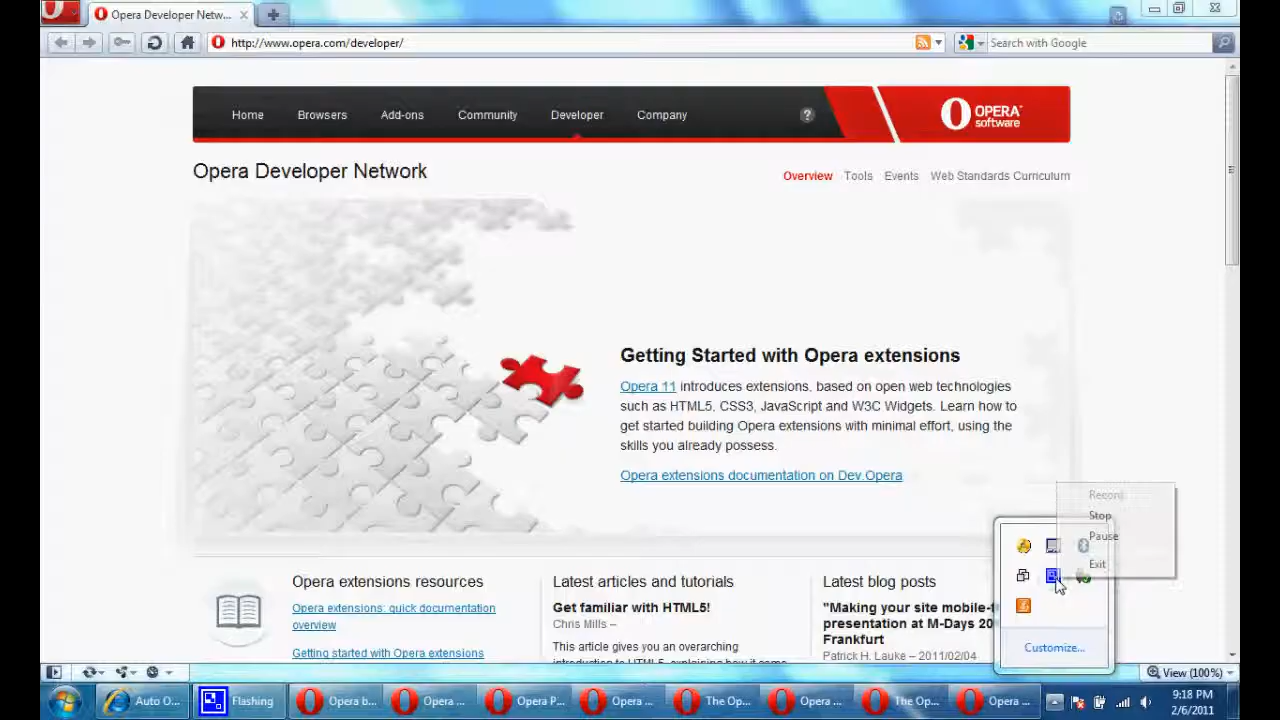 Opera Developer Netw...
http://www.opera.com/developer/
Search with Google
Home Browsers Add-ons Community Developer Company ?
OPERA
software
Opera Developer Network
Overview Tools Events Web Standards Curriculum
Getting Started with Opera extensions
Opera 11 introduces extensions, based on open web technologies
such as HTML5, CSS3, JavaScript and W3C Widgets. Learn how to
get started building Opera extensions with minimal effort, using the
skills you already possess.
Opera extensions documentation on Dev.Opera
Record
Stop
Pause
Exit
Customize...
Opera extensions resources
Opera extensions: quick documentation
overview
Getting started with Opera extensions
Latest articles and tutorials
Get familiar with HTML5!
Chris Mills –
This article gives you an overarching
introduction to HTML5, explaining how it came
Latest blog posts
"Making your site mobile-f
presentation at M-Days 20
Frankfurt
Patrick H. Lauke – 2011/02/04
View (100%)
Auto O... Flashing Opera b... Opera ... Opera P... Opera ... The Op... Opera ... The Op... Opera ...
9:18 PM
2/6/2011